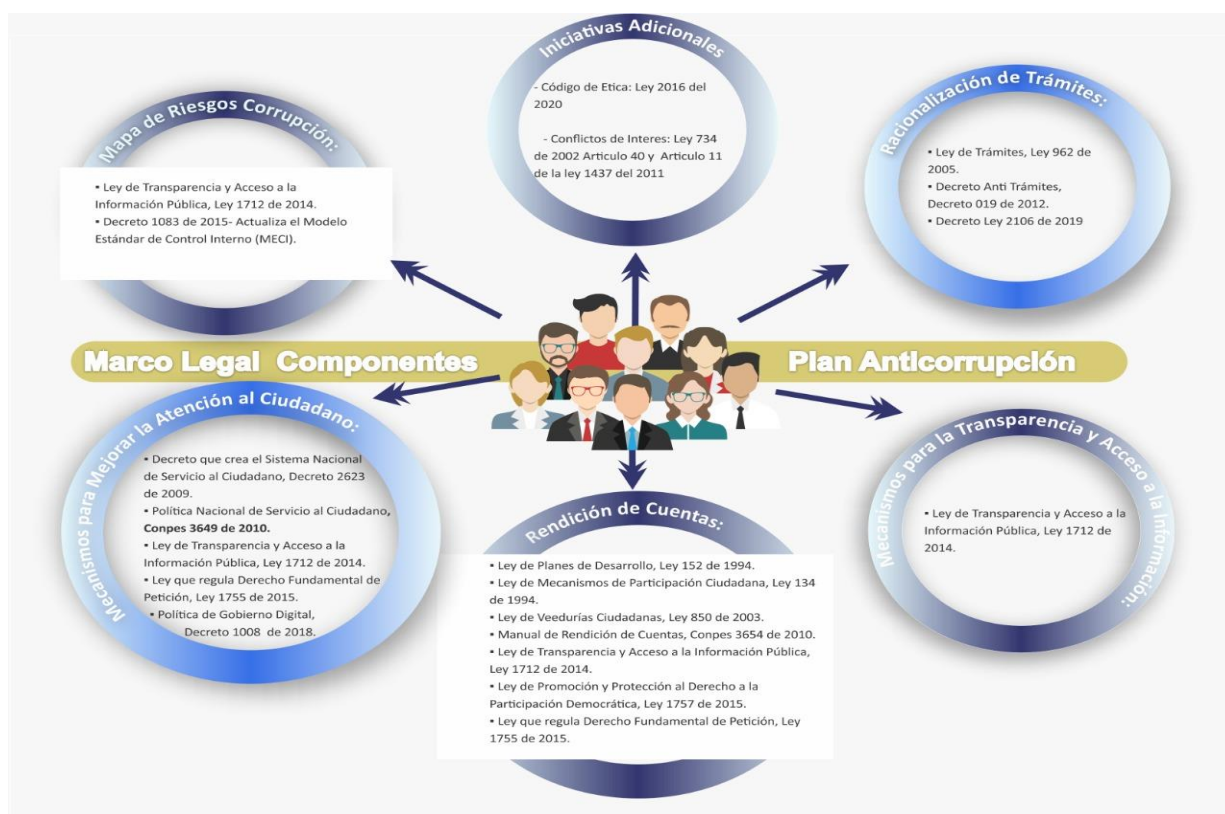 Iniciativas Adicionales
- Código de Etica: Ley 2016 del
2020
- Conflictos de Interes: Ley 734
de 2002 Articulo 40 y Articulo 11
de la ley 1437 del 2011
Mapa de Riesgos Corrupción:
▪ Ley de Transparencia y Acceso a la
Información Pública, Ley 1712 de 2014.
▪ Decreto 1083 de 2015- Actualiza el Modelo
Estándar de Control Interno (MECI).
Racionalización de Trámites:
▪ Ley de Trámites, Ley 962 de
2005.
▪ Decreto Anti Trámites,
Decreto 019 de 2012.
▪ Decreto Ley 2106 de 2019
Marco Legal Componentes
Plan Anticorrupción
Mecanismos para Mejorar la Atención al Ciudadano:
▪ Decreto que crea el Sistema Nacional
de Servicio al Ciudadano, Decreto 2623
de 2009.
▪ Política Nacional de Servicio al Ciudadano,
Conpes 3649 de 2010.
▪ Ley de Transparencia y Acceso a la
Información Pública, Ley 1712 de 2014.
▪ Ley que regula Derecho Fundamental de
Petición, Ley 1755 de 2015.
▪ Política de Gobierno Digital,
Decreto 1008 de 2018.
Rendición de Cuentas:
▪ Ley de Planes de Desarrollo, Ley 152 de 1994.
▪ Ley de Mecanismos de Participación Ciudadana, Ley 134
de 1994.
▪ Ley de Veedurías Ciudadanas, Ley 850 de 2003.
▪ Manual de Rendición de Cuentas, Conpes 3654 de 2010.
▪ Ley de Transparencia y Acceso a la Información Pública,
Ley 1712 de 2014.
▪ Ley de Promoción y Protección al Derecho a la
Participación Democrática, Ley 1757 de 2015.
▪ Ley que regula Derecho Fundamental de Petición, Ley
1755 de 2015.
Mecanismos para la Transparencia y Acceso a la Información:
▪ Ley de Transparencia y Acceso a la
Información Pública, Ley 1712 de
2014.